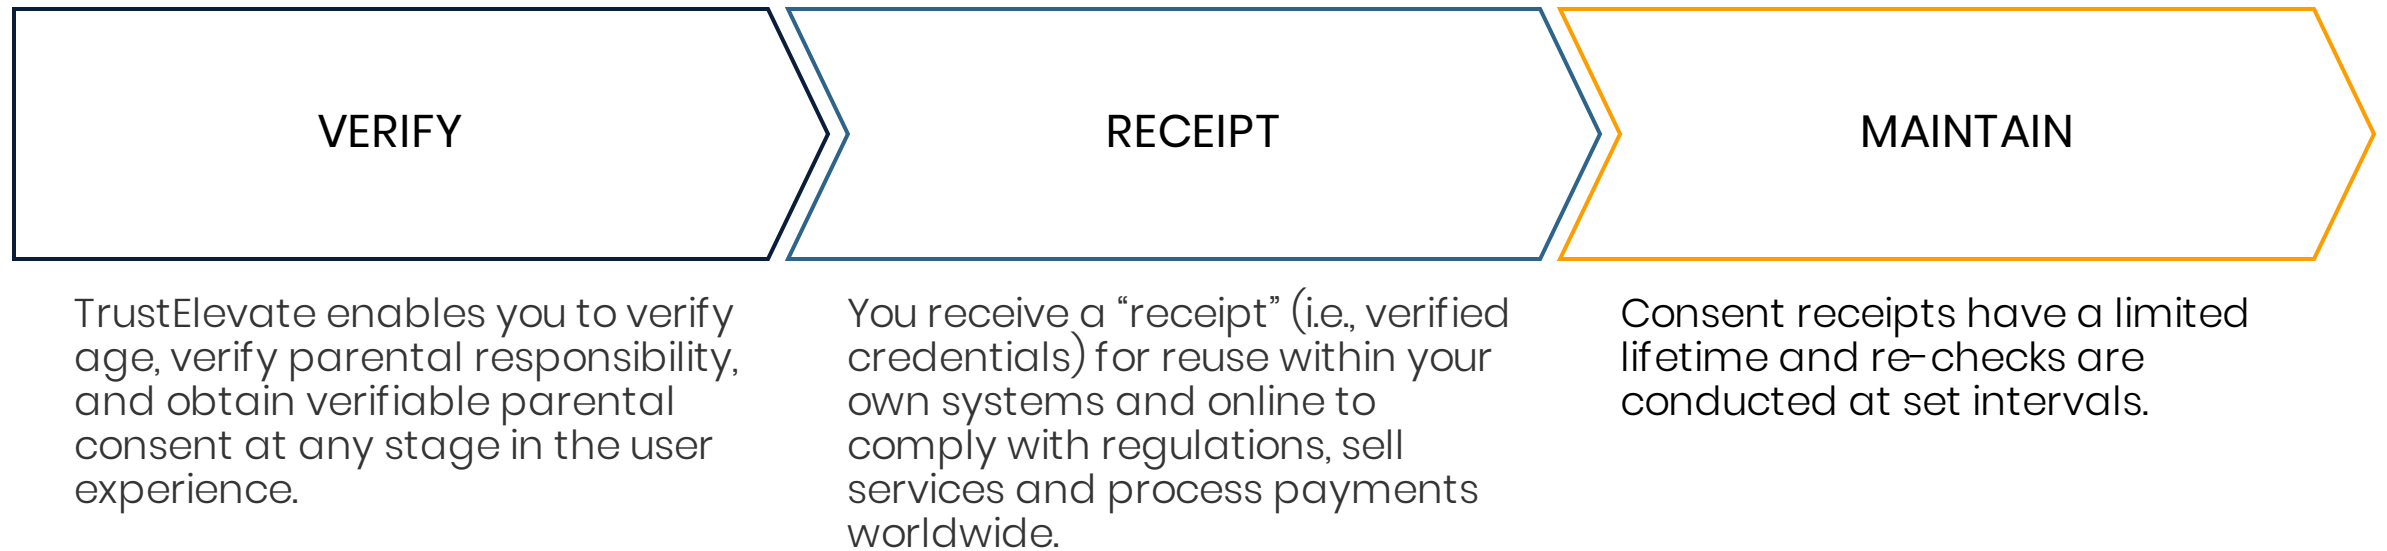 VERIFY
TrustElevate enables you to verify
age, verify parental responsibility,
and obtain verifiable parental
consent at any stage in the user
experience.
RECEIPT
You receive a “receipt” (i.e., verified
credentials) for reuse within your
own systems and online to
comply with regulations, sell
services and process payments
worldwide.
MAINTAIN
Consent receipts have a limited
lifetime and re-checks are
conducted at set intervals.